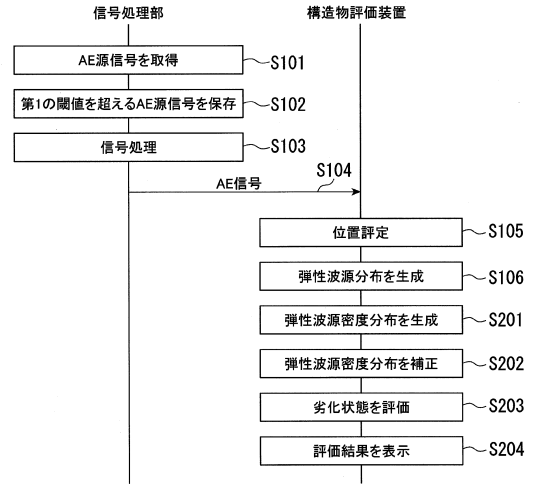 信号処理部
構造物評価装置
AE源信号を取得
S101
第1の閾値を超えるAE源信号を保存
S102
信号処理
S103
S104
AE信号
位置評定
S105
弾性波源分布を生成
S106
弾性波源密度分布を生成
S201
弾性波源密度分布を補正
S202
劣化状態を評価
S203
評価結果を表示
S204